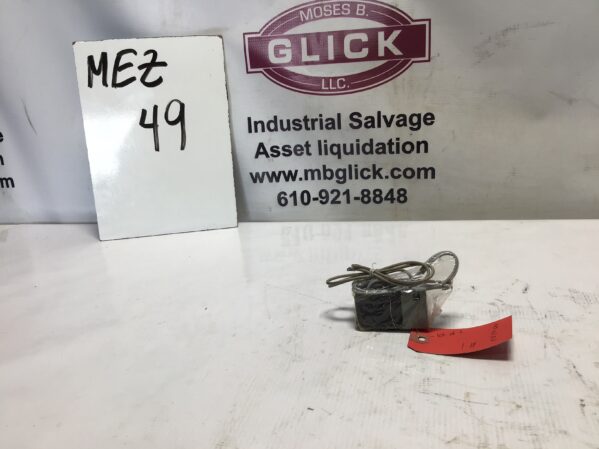 MEZ
49
MOSES B.
GLICK
LLC.
Industrial Salvage
Asset liquidation
www.mbglick.com
610-921-8848
m